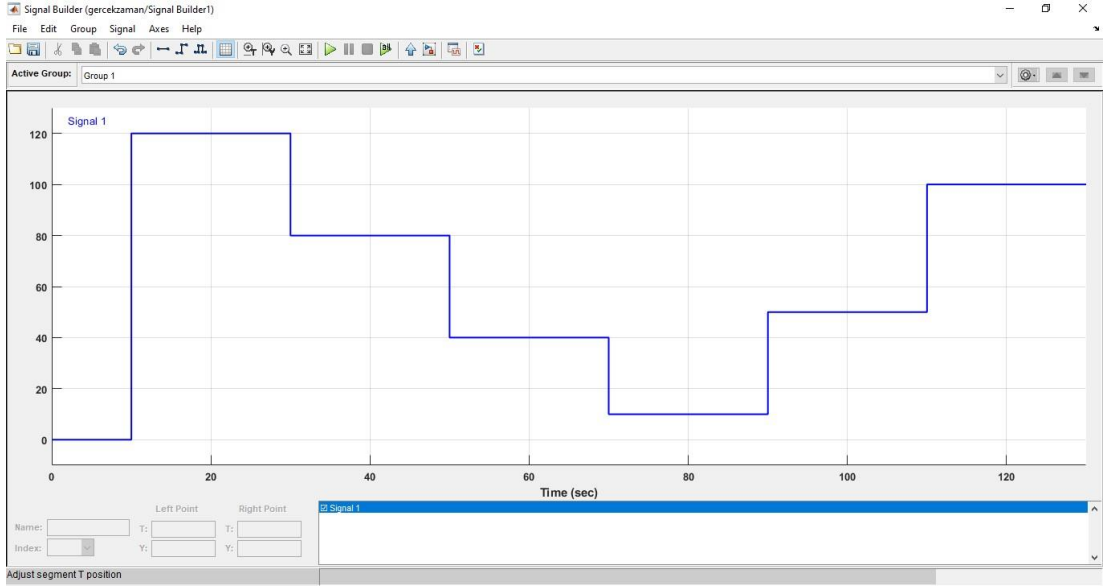 Signal Builder (gercekzaman/Signal Builder1)
File Edit Group Signal Axes Help
Active Group: Group 1
Signal 1
120
100
80
60
40
20
0
0 20 40 60 80 100 120
Time (sec)
Left Point Right Point
Name: T: T:
Index: Y: Y:
Signal 1
Adjust segment T position